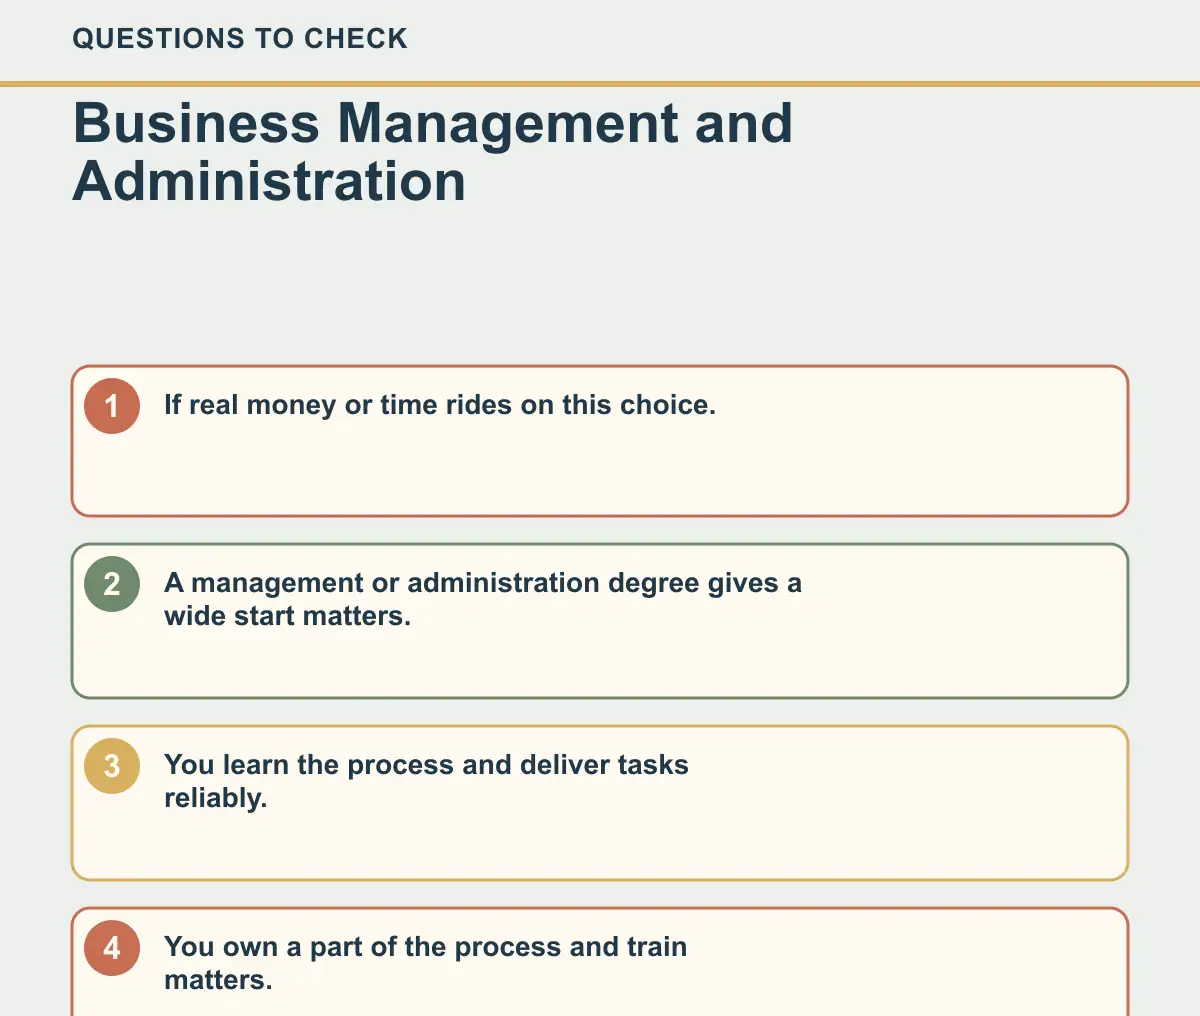 QUESTIONS TO CHECK
Business Management and
Administration
1
If real money or time rides on this choice.
2
A management or administration degree gives a
wide start matters.
3
You learn the process and deliver tasks
reliably.
4
You own a part of the process and train
matters.